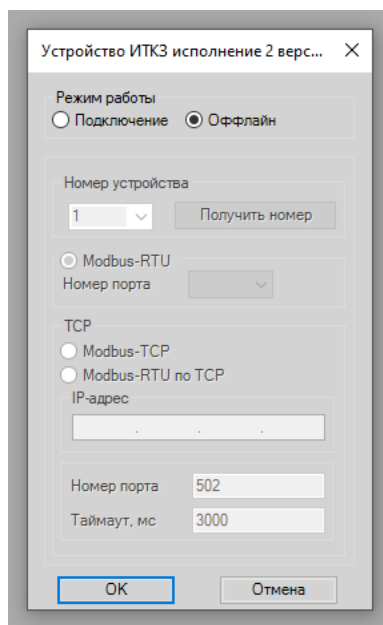 Устройство ИТКЗ исполнение 2 верс...
Режим работы
Подключение Оффлайн
Номер устройства
1 Получить номер
Modbus-RTU
Номер порта
TCP
Modbus-TCP
Modbus-RTU по TCP
IP-адрес
. . .
Номер порта 502
Таймаут, мс 3000
OK Отмена